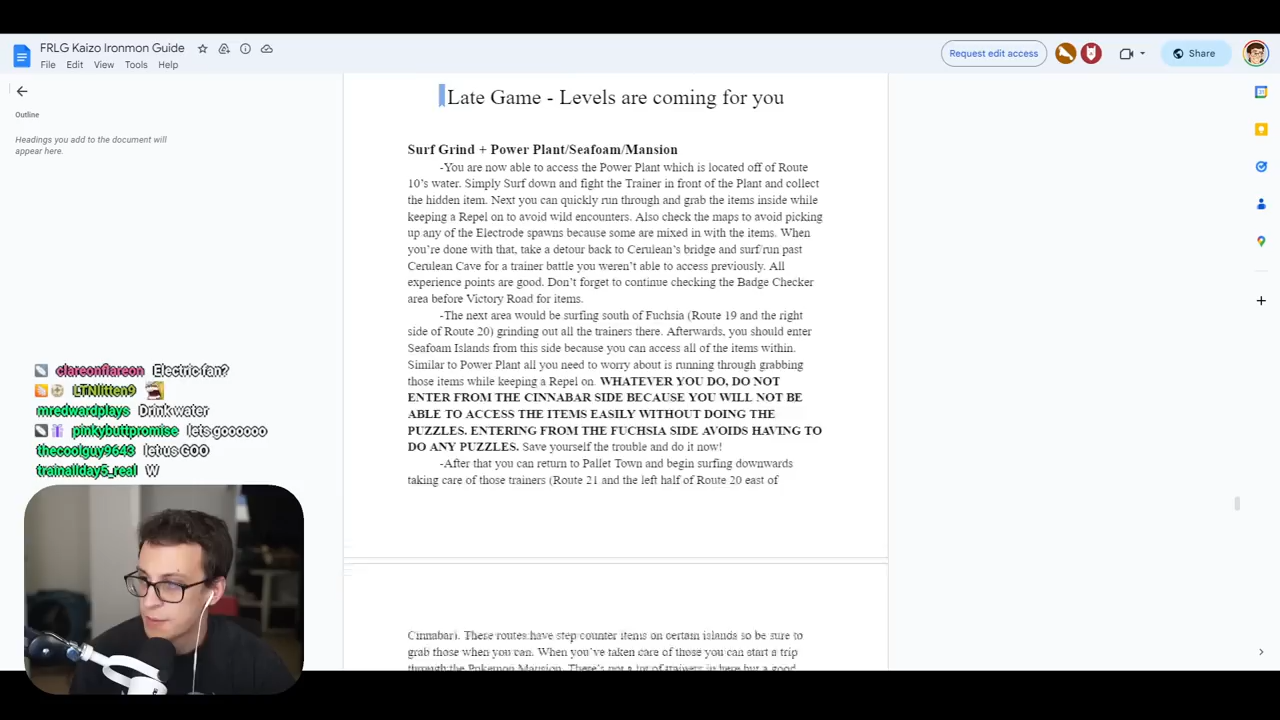 FRLG Kaizo Ironmon Guide
File Edit View Tools Help
Request edit access
Share
Outline
Headings you add to the document will
appear here.
Late Game - Levels are coming for you
Surf Grind + Power Plant/Seafoam/Mansion
-You are now able to access the Power Plant which is located off of Route
10's water. Simply Surf down and fight the Trainer in front of the Plant and collect
the hidden item. Next you can quickly run through and grab the items inside while
keeping a Repel on to avoid wild encounters. Also check the maps to avoid picking
up any of the Electrode spawns because some are mixed in with the items. When
you're done with that, take a detour back to Cerulean's bridge and surf/run past
Cerulean Cave for a trainer battle you weren't able to access previously. All
experience points are good. Don't forget to continue checking the Badge Checker
area before Victory Road for items.
-The next area would be surfing south of Fuchsia (Route 19 and the right
side of Route 20) grinding out all the trainers there. Afterwards, you should enter
Seafoam Islands from this side because you can access all of the items within.
Similar to Power Plant all you need to worry about is running through grabbing
those items while keeping a Repel on. WHATEVER YOU DO, DO NOT
ENTER FROM THE CINNABAR SIDE BECAUSE YOU WILL NOT BE
ABLE TO ACCESS THE ITEMS EASILY WITHOUT DOING THE
PUZZLES. ENTERING FROM THE FUCHSIA SIDE AVOIDS HAVING TO
DO ANY PUZZLES. Save yourself the trouble and do it now!
-After that you can return to Pallet Town and begin surfing downwards
taking care of those trainers (Route 21 and the left half of Route 20 east of
Cinnabar). These routes have step counter items on certain islands so be sure to
grab those when you can. When you've taken care of those you can start a trip
through the Pokemon Mansion. There's not a lot of trainers in here but a good
clareonflareon Electric fan?
LTNlitten9
mredwardplays Drink water
pinkybuttpromise lets goooooo
thecoolguy9643 let us GOO
trainallday5_real W